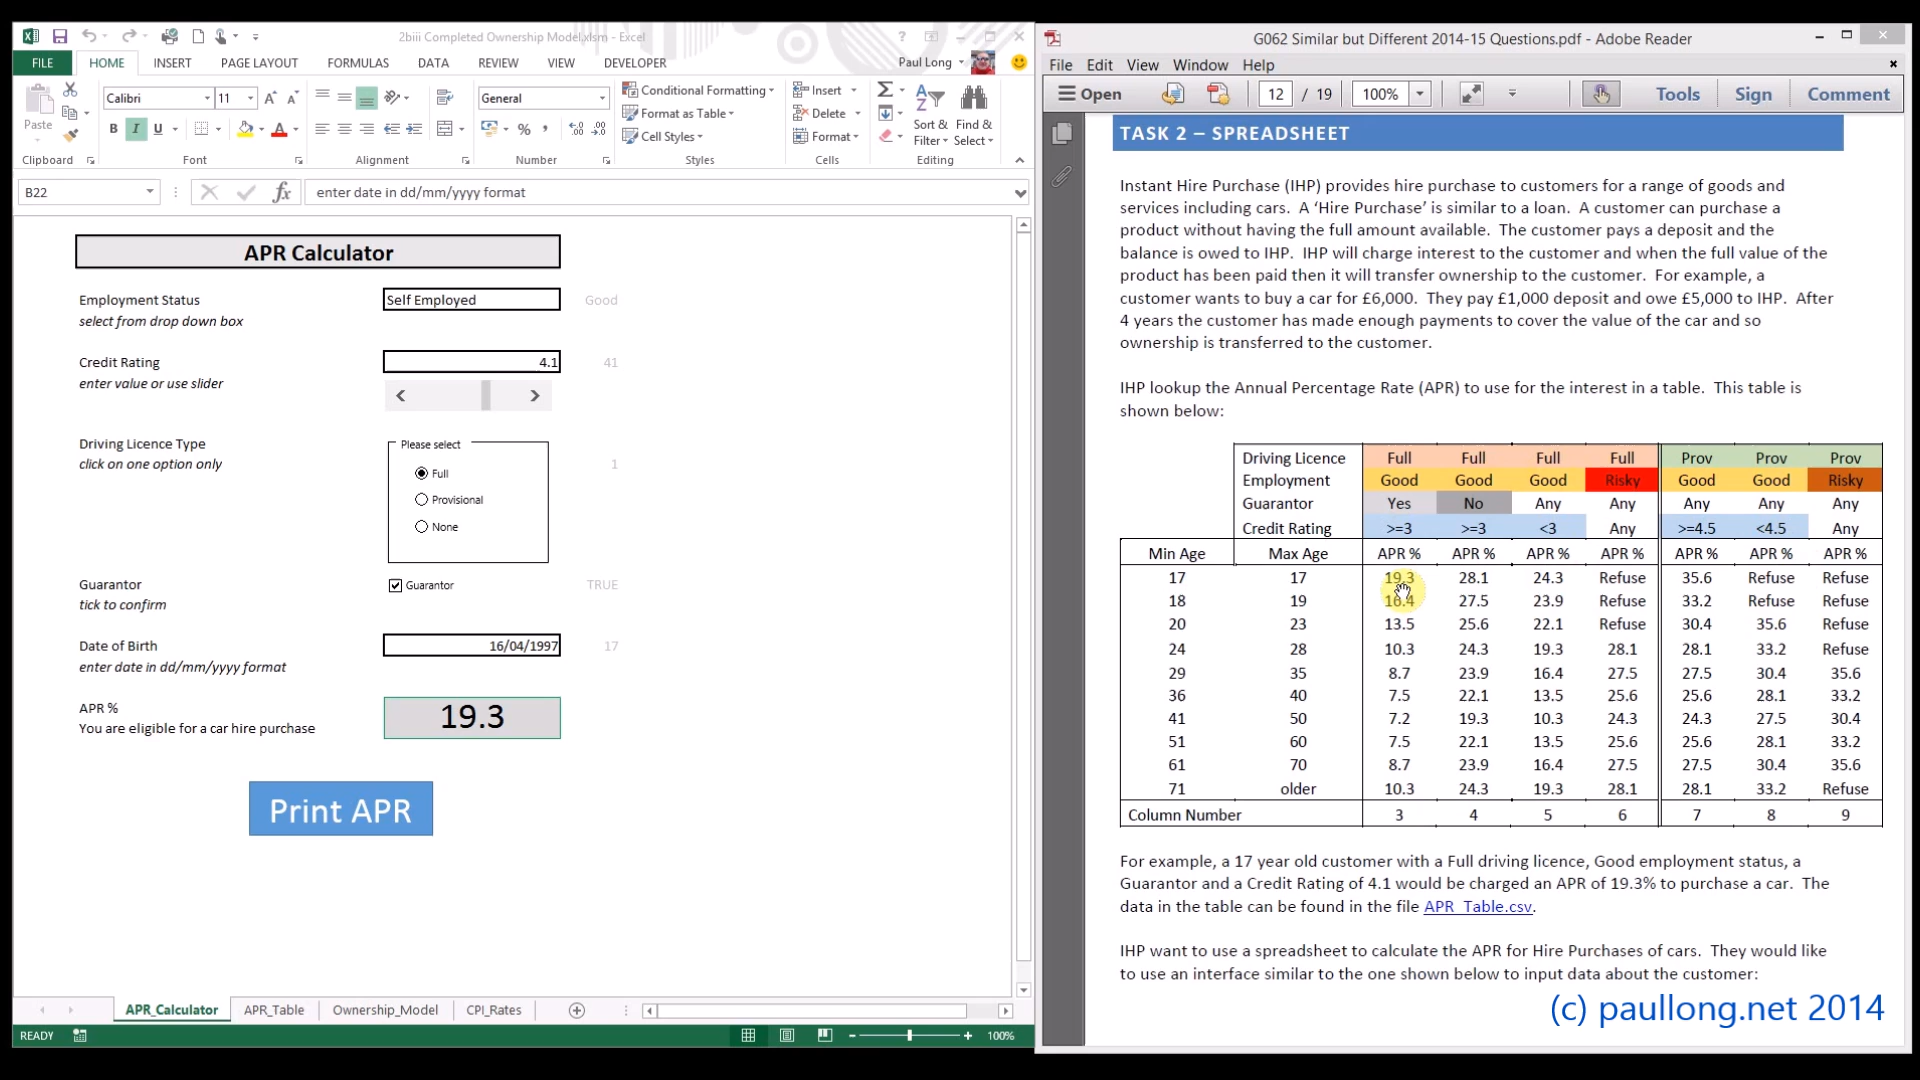 2biii Completed Ownership Model.xlsm - Excel
FILE HOME INSERT PAGE LAYOUT FORMULAS DATA REVIEW VIEW DEVELOPER Paul Long
Paste
Calibri 11
General
Conditional Formatting
Format as Table
Cell Styles
Insert
Delete
Format
Sort & Filter
Find & Select
Clipboard Font Alignment Number Styles Cells Editing
B22 enter date in dd/mm/yyyy format
APR Calculator
Employment Status Self Employed Good
select from drop down box
Credit Rating 4.1 41
enter value or use slider
Driving Licence Type Please select
click on one option only 1
Full
Provisional
None
Guarantor Guarantor TRUE
tick to confirm
Date of Birth 16/04/1997 17
enter date in dd/mm/yyyy format
APR % 19.3
You are eligible for a car hire purchase
Print APR
APR_Calculator APR_Table Ownership_Model CPI_Rates
READY 100%
G062 Similar but Different 2014-15 Questions.pdf - Adobe Reader
File Edit View Window Help
Open 12 / 19 100% Tools Sign Comment
TASK 2 – SPREADSHEET
Instant Hire Purchase (IHP) provides hire purchase to customers for a range of goods and
services including cars. A ‘Hire Purchase’ is similar to a loan. A customer can purchase a
product without having the full amount available. The customer pays a deposit and the
balance is owed to IHP. IHP will charge interest to the customer and when the full value of the
product has been paid then it will transfer ownership to the customer. For example, a
customer wants to buy a car for £6,000. They pay £1,000 deposit and owe £5,000 to IHP. After
4 years the customer has made enough payments to cover the value of the car and so
ownership is transferred to the customer.
IHP lookup the Annual Percentage Rate (APR) to use for the interest in a table. This table is
shown below:
Driving Licence Full Full Full Full Prov Prov Prov
Employment Good Good Good Risky Good Good Risky
Guarantor Yes No Any Any Any Any Any
Credit Rating >=3 >=3 <3 Any >=4.5 <4.5 Any
Min Age Max Age APR % APR % APR % APR % APR % APR % APR %
17 17 19.3 28.1 24.3 Refuse 35.6 Refuse Refuse
18 19 16.4 27.5 23.9 Refuse 33.2 Refuse Refuse
20 23 13.5 25.6 22.1 Refuse 30.4 35.6 Refuse
24 28 10.3 24.3 19.3 28.1 28.1 33.2 Refuse
29 35 8.7 23.9 16.4 27.5 27.5 30.4 35.6
36 40 7.5 22.1 13.5 25.6 25.6 28.1 33.2
41 50 7.2 19.3 10.3 24.3 24.3 27.5 30.4
51 60 7.5 22.1 13.5 25.6 25.6 28.1 33.2
61 70 8.7 23.9 16.4 27.5 27.5 30.4 35.6
71 older 10.3 24.3 19.3 28.1 28.1 33.2 Refuse
Column Number 3 4 5 6 7 8 9
For example, a 17 year old customer with a Full driving licence, Good employment status, a
Guarantor and a Credit Rating of 4.1 would be charged an APR of 19.3% to purchase a car. The
data in the table can be found in the file APR_Table.csv.
IHP want to use a spreadsheet to calculate the APR for Hire Purchases of cars. They would like
to use an interface similar to the one shown below to input data about the customer:
(c) paullong.net 2014